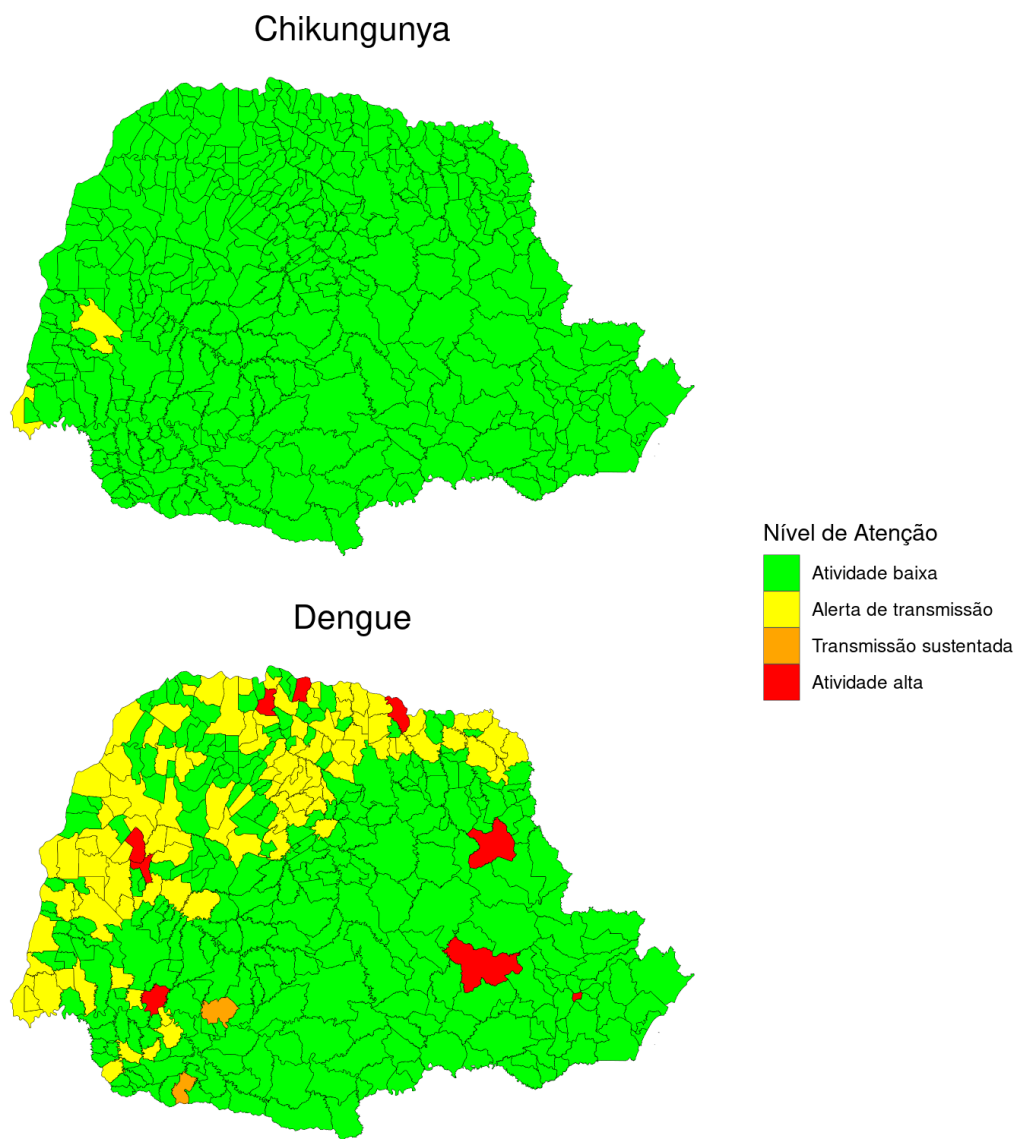 Chikungunya
Nível de Atenção
Atividade baixa
Alerta de transmissão
Transmissão sustentada
Atividade alta
Dengue